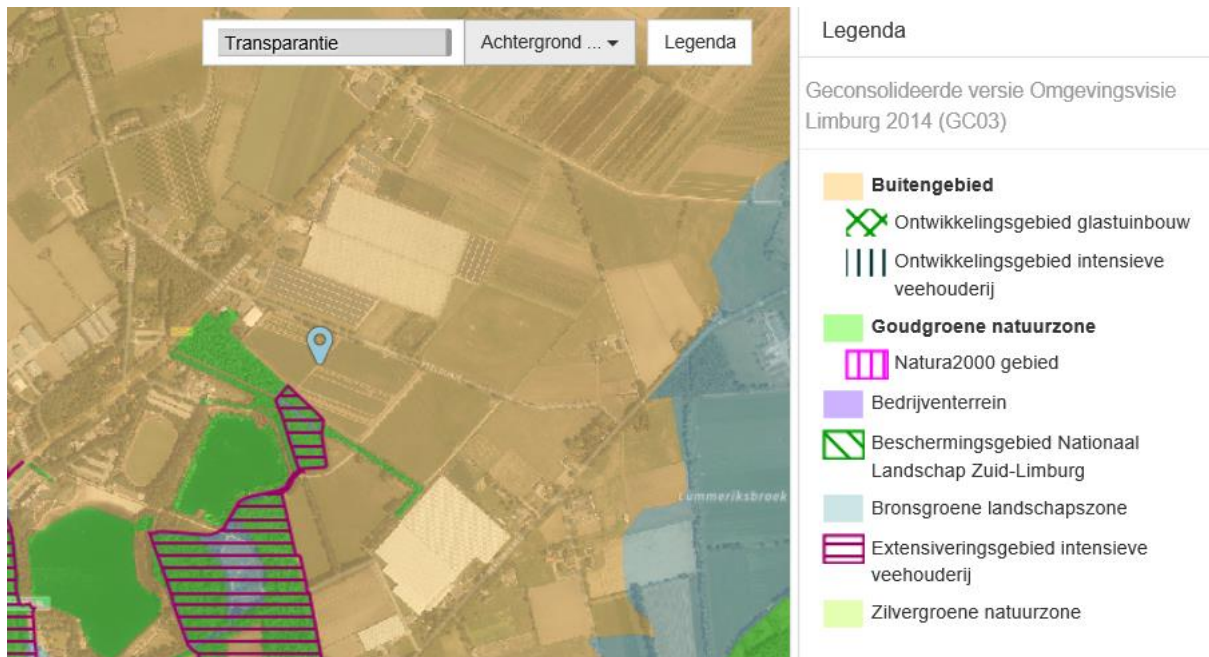 Transparantie
Achtergrond ...
Legenda
Lummeriksbroek
Legenda
Geconsolideerde versie Omgevingsvisie
Limburg 2014 (GC03)
Buitengebied
Ontwikkelingsgebied glastuinbouw
Ontwikkelingsgebied intensieve
veehouderij
Goudgroene natuurzone
Natura2000 gebied
Bedrijventerrein
Beschermingsgebied Nationaal
Landschap Zuid-Limburg
Bronsgroene landschapszone
Extensiveringsgebied intensieve
veehouderij
Zilvergroene natuurzone